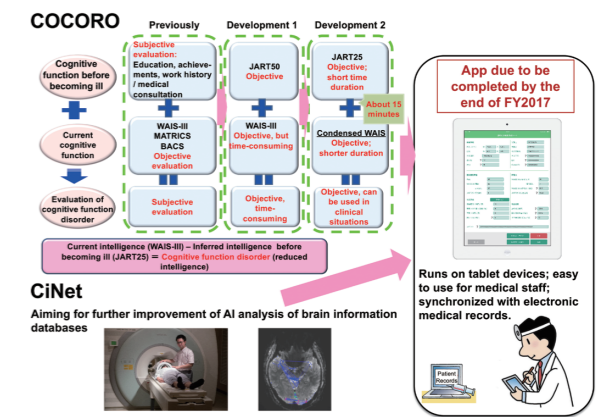 COCORO
Previously
Development 1
Development 2
Cognitive
function before
becoming ill
Subjective
evaluation:
Education, achieve-
ments, work history
/ medical
consultation
JART50
Objective
JART25
Objective;
short time
duration
About 15
minutes
Current
cognitive
function
WAIS-III
MATRICS
BACS
Objective
evaluation
WAIS-III
Objective, but
time-consuming
Condensed WAIS
Objective;
shorter duration
Evaluation of
cognitive function
disorder
Subjective
evaluation
Objective,
time-
consuming
Objective, can
be used in
clinical
situations
Current intelligence (WAIS-III) – Inferred intelligence before
becoming ill (JART25) = Cognitive function disorder (reduced
intelligence)
App due to be
completed by the
end of FY2017
Runs on tablet devices; easy
to use for medical staff;
synchronized with electronic
medical records.
Patient
Records
CiNet
Aiming for further improvement of AI analysis of brain information
databases